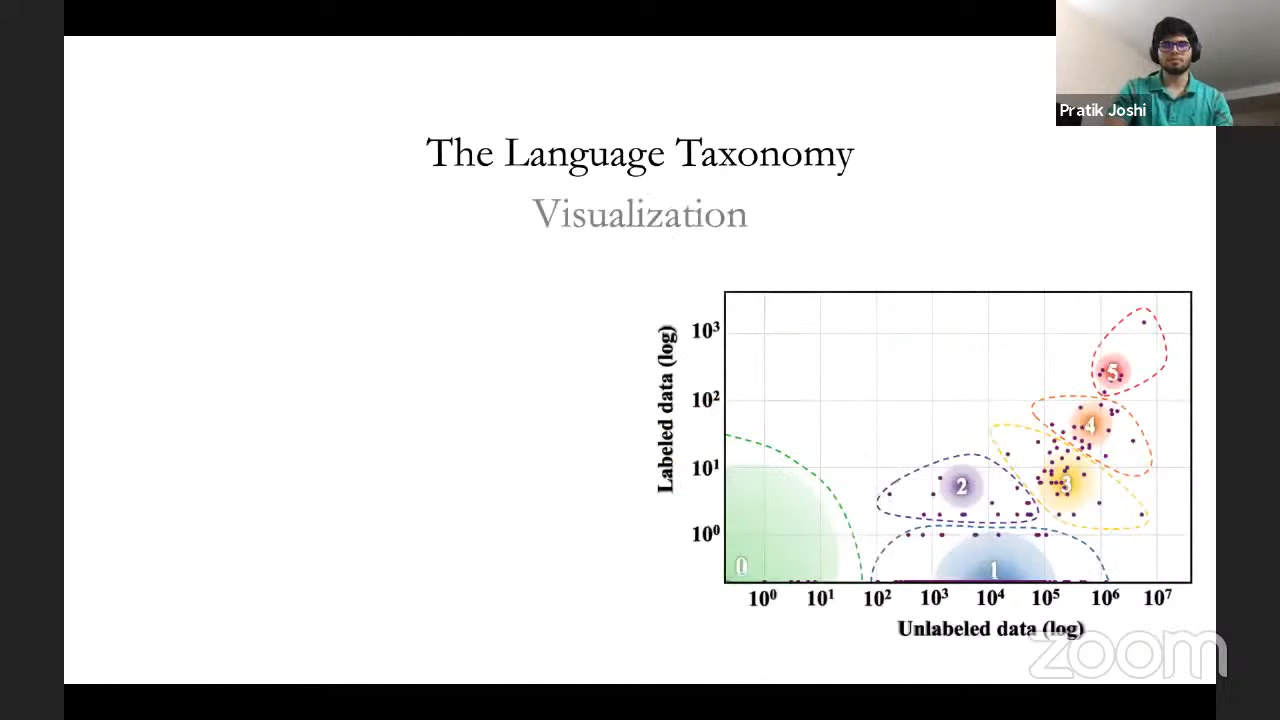 Pratik Joshi
The Language Taxonomy
Visualization
Labeled data (log)
10³
10²
10¹
10⁰
5
4
3
2
1
0
10⁰ 10¹ 10² 10³ 10⁴ 10⁵ 10⁶ 10⁷
Unlabeled data (log)
zoom